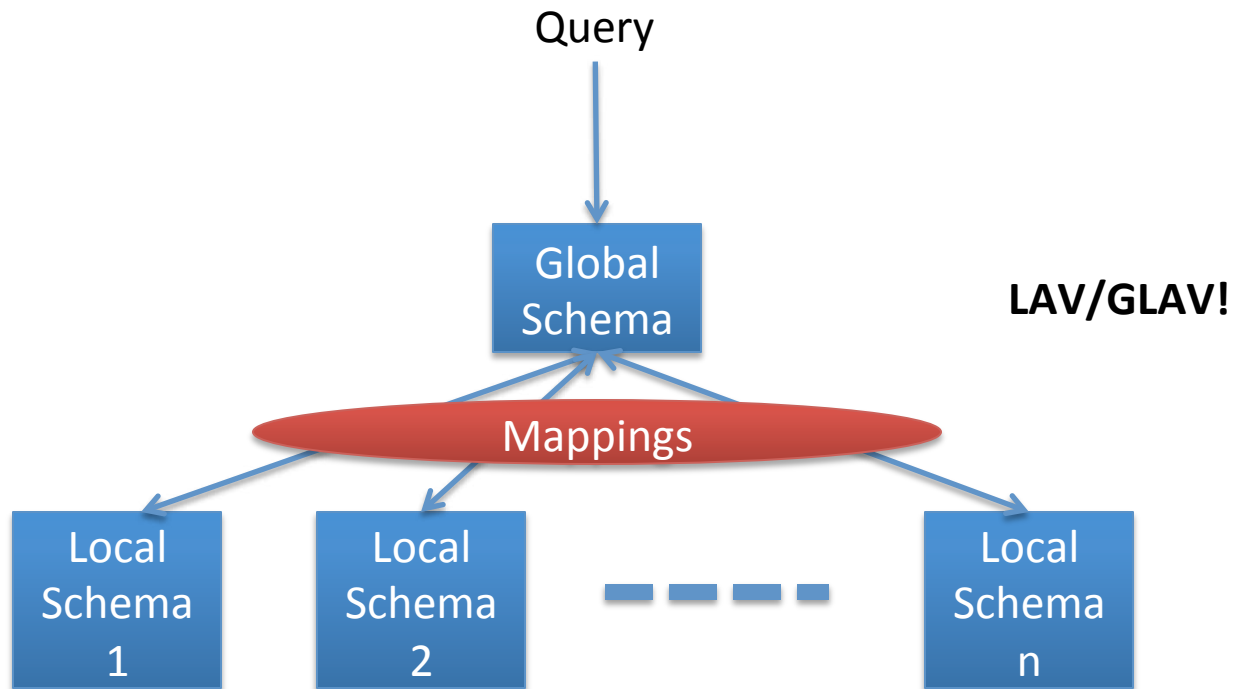 Query
Global
Schema
LAV/GLAV!
Mappings
Local
Schema
1
Local
Schema
2
Local
Schema
n